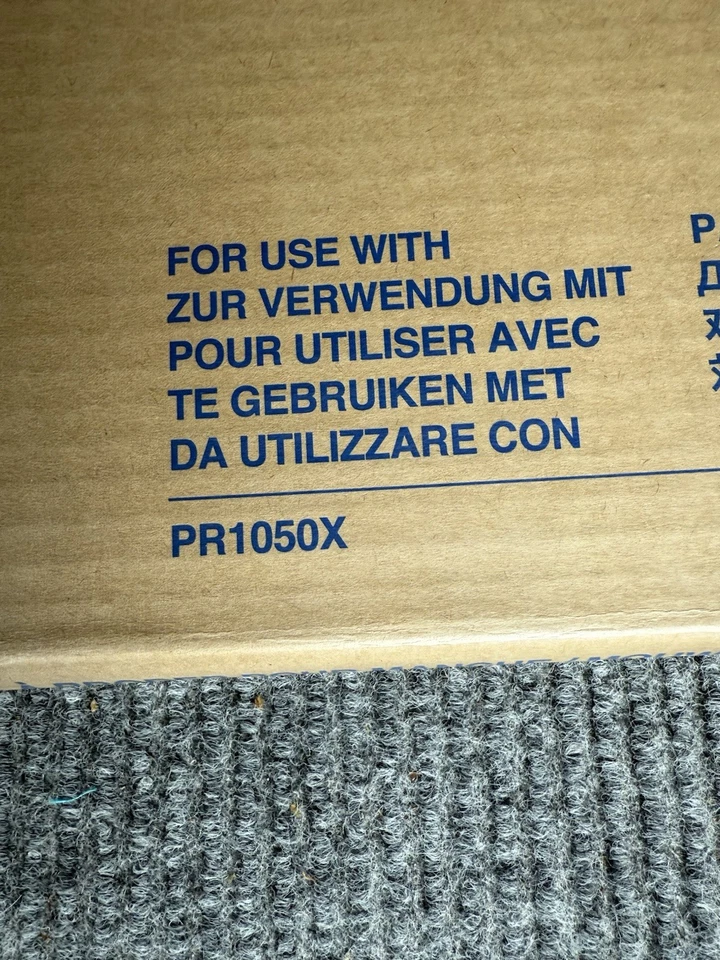 FOR USE WITH
ZUR VERWENDUNG MIT
POUR UTILISER AVEC
TE GEBRUIKEN MET
DA UTILIZZARE CON
PR1050X